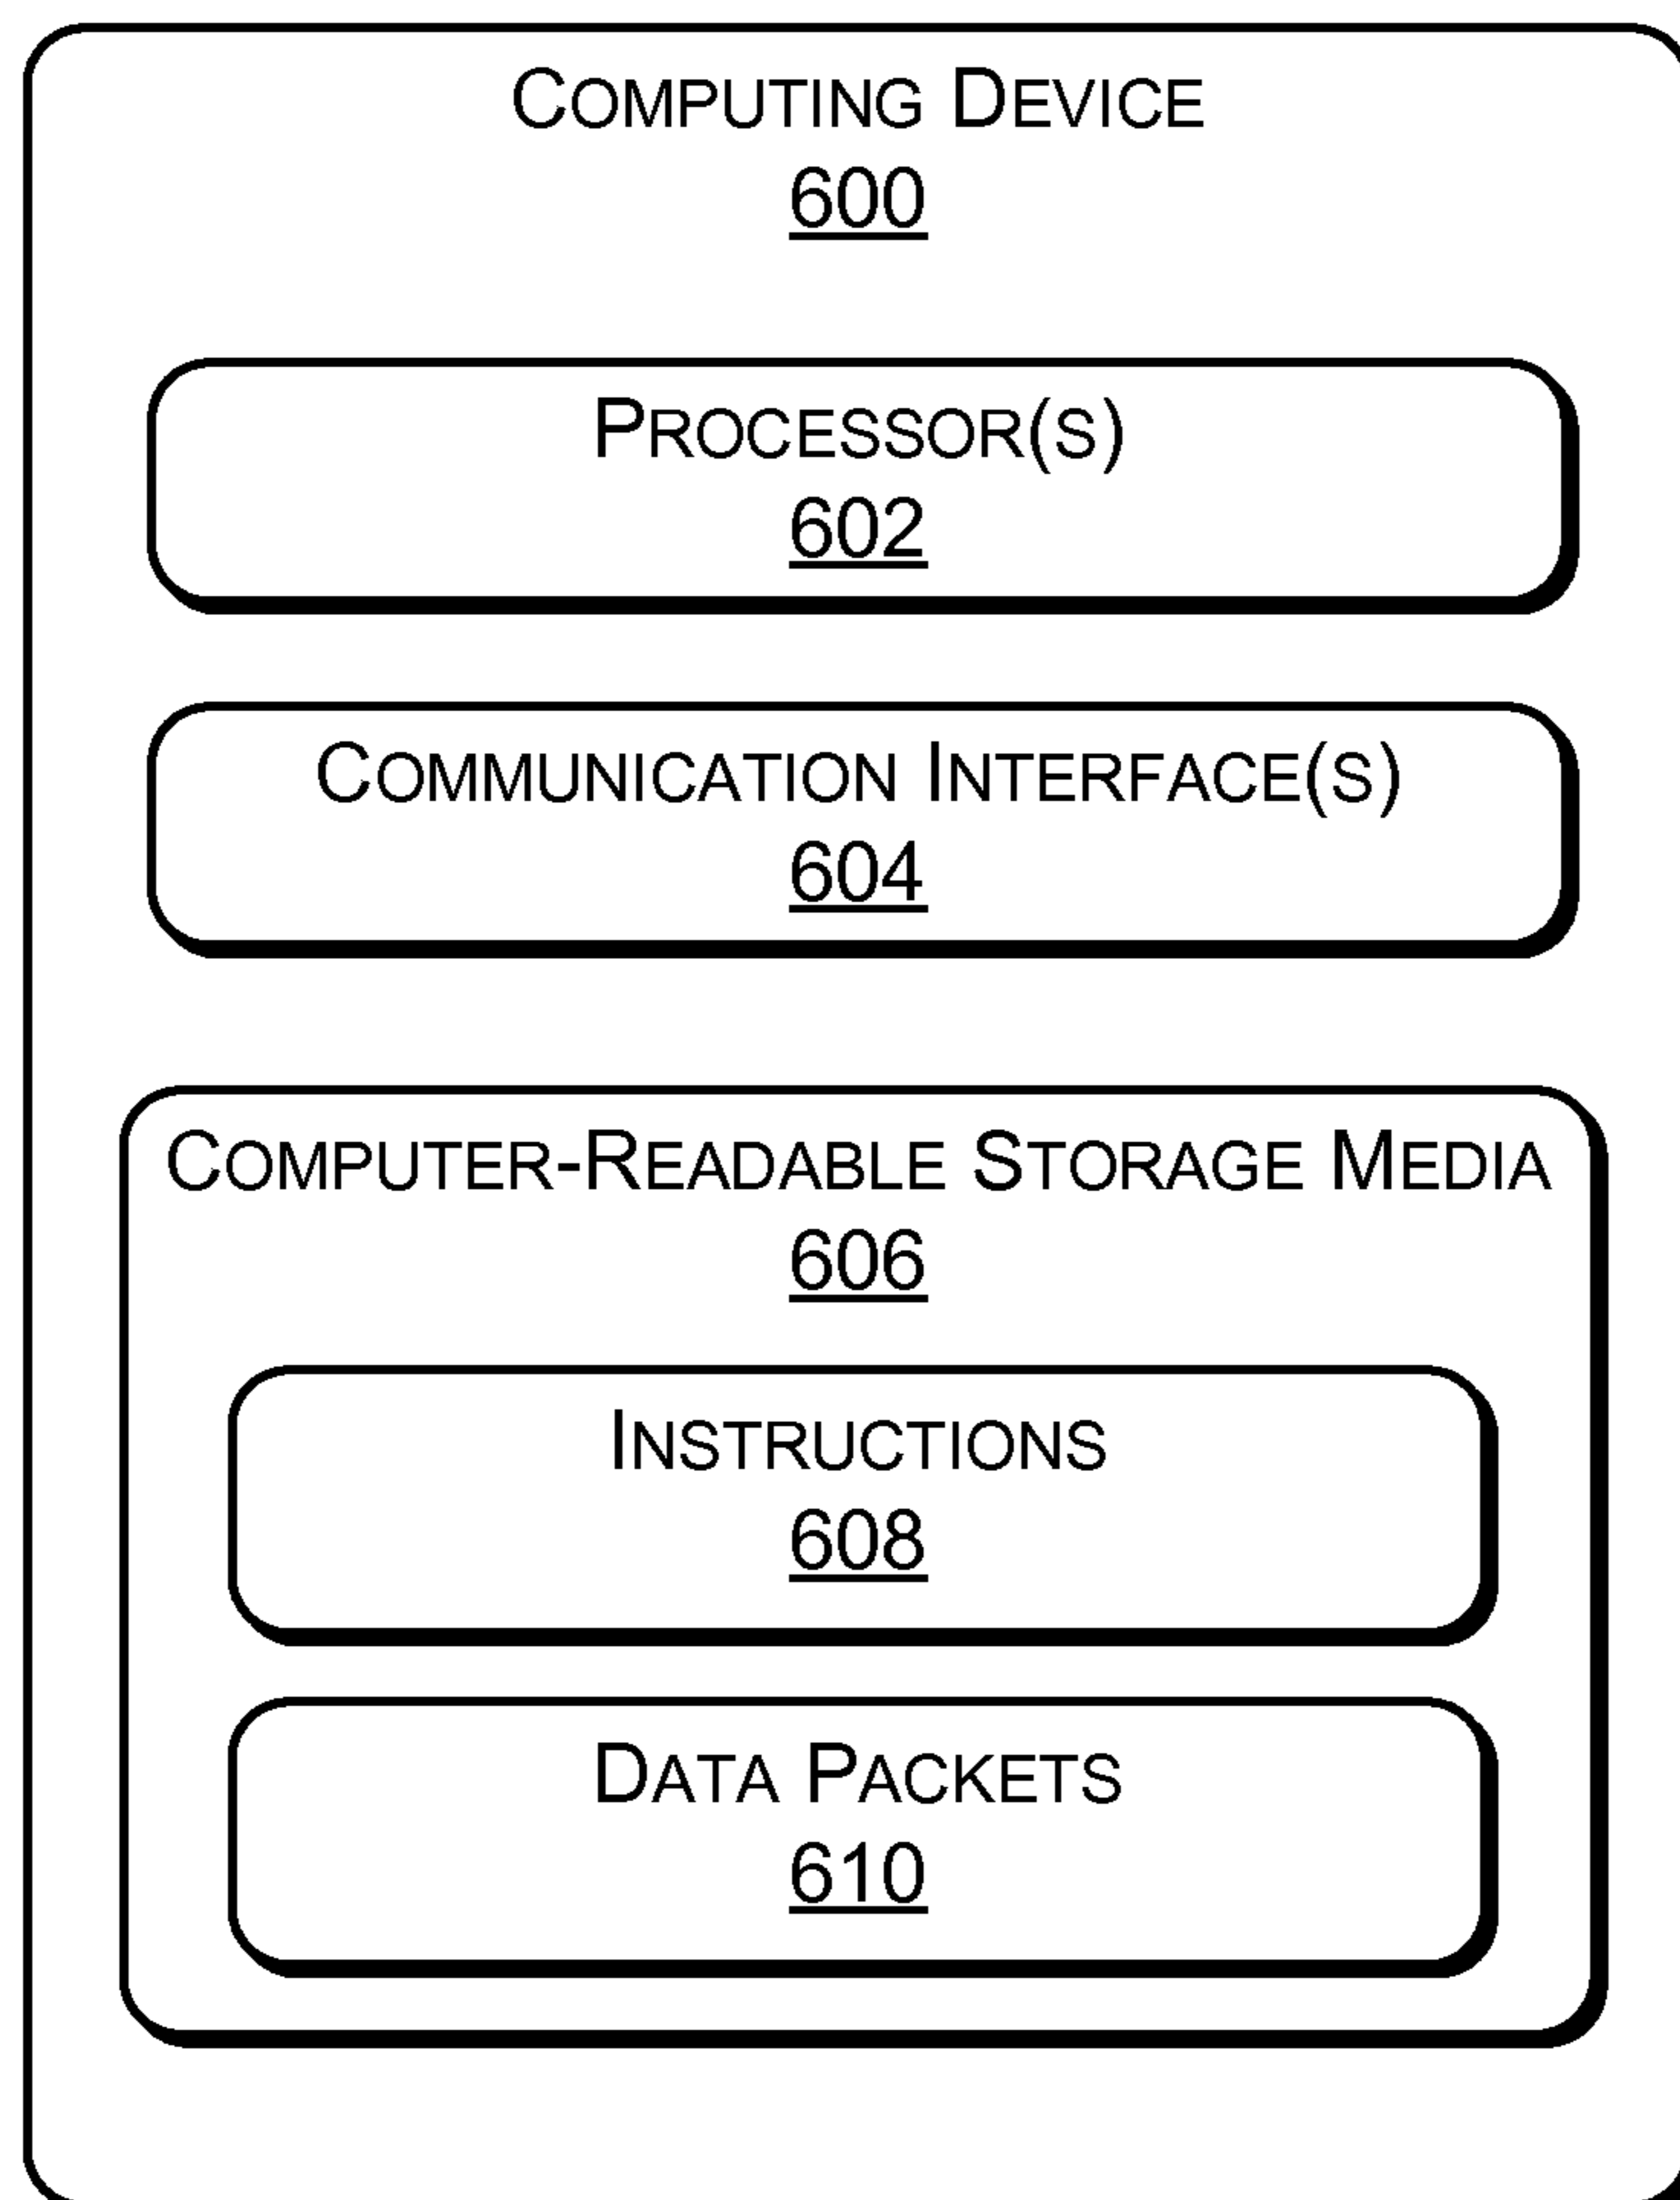 COMPUTING DEVICE
600
PROCESSOR(S)
602
COMMUNICATION INTERFACE(S)
604
COMPUTER-READABLE STORAGE MEDIA
606
INSTRUCTIONS
608
DATA PACKETS
610